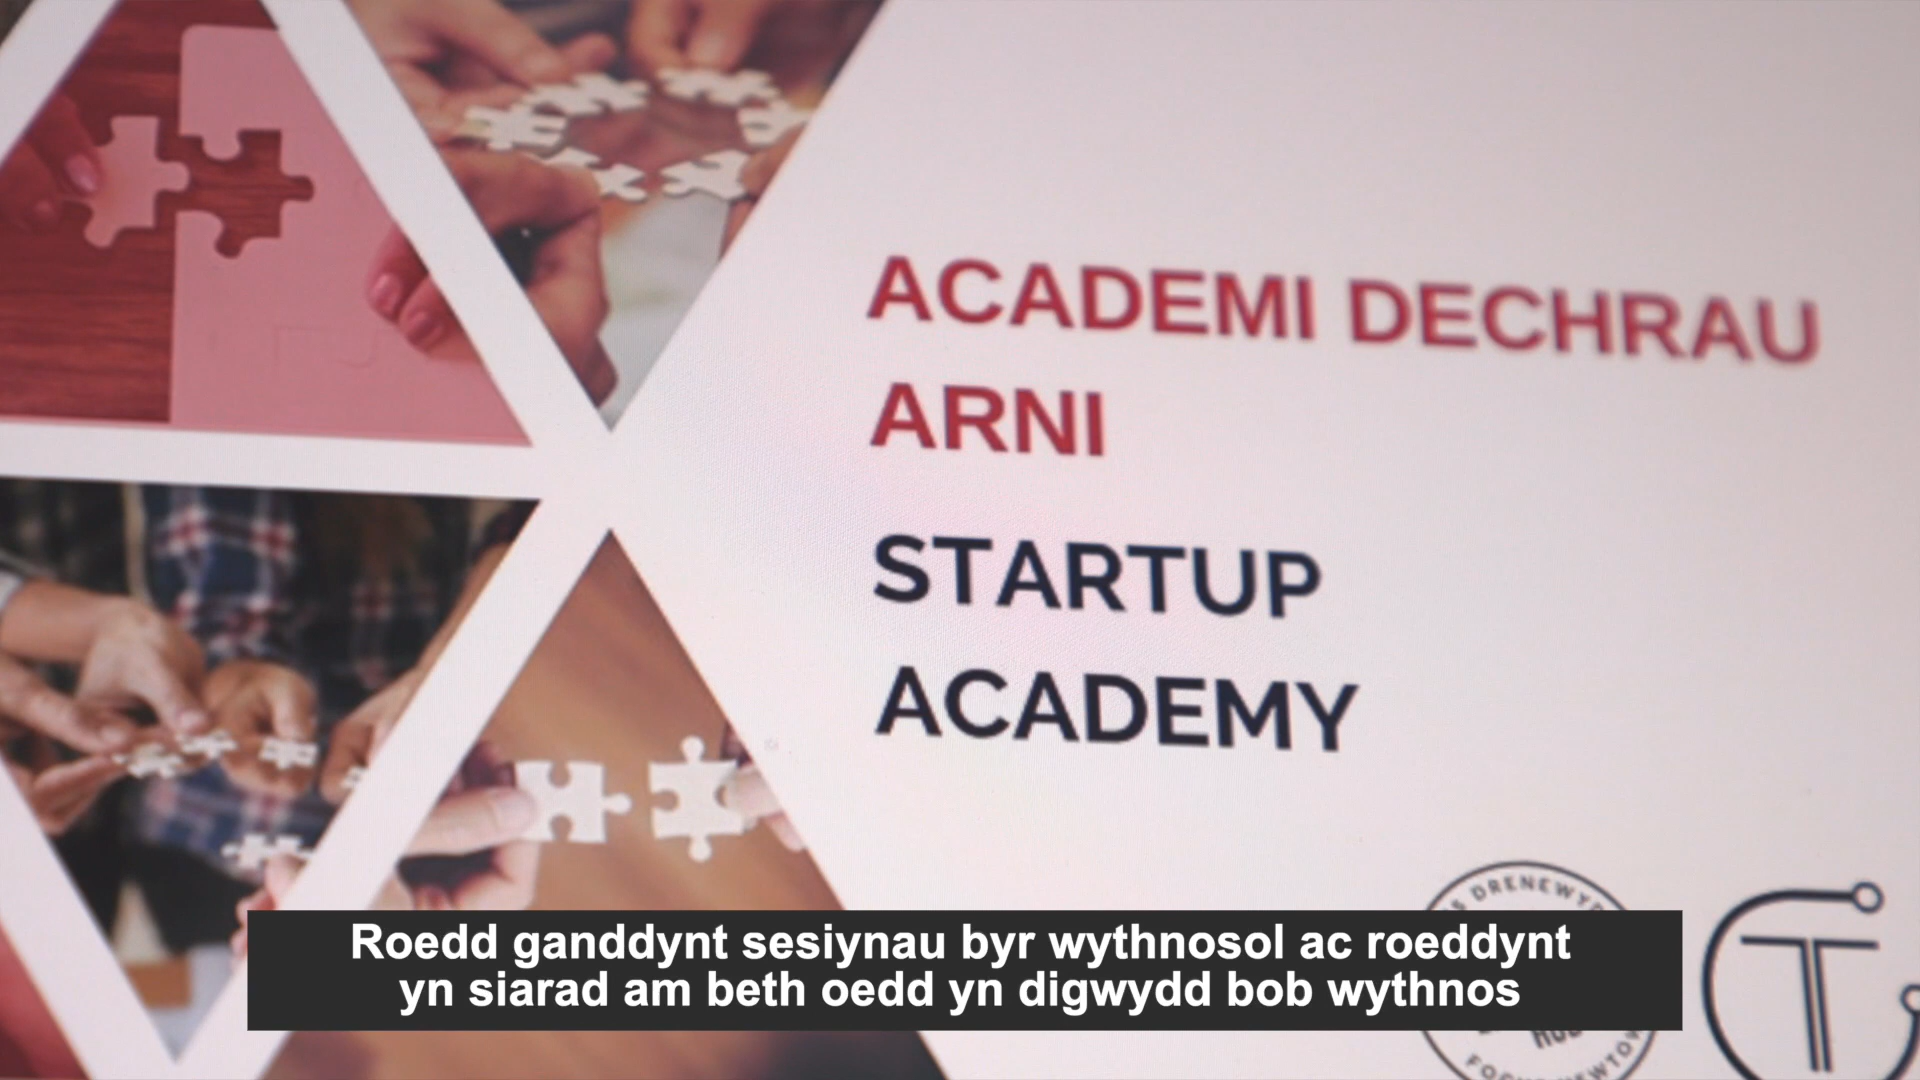 ACADEMI DECHRAU
ARNI
STARTUP
ACADEMY
DRENEWY
T
Roedd ganddynt sesiynau byr wythnosol ac roeddynt
yn siarad am beth oedd yn digwydd bob wythnos